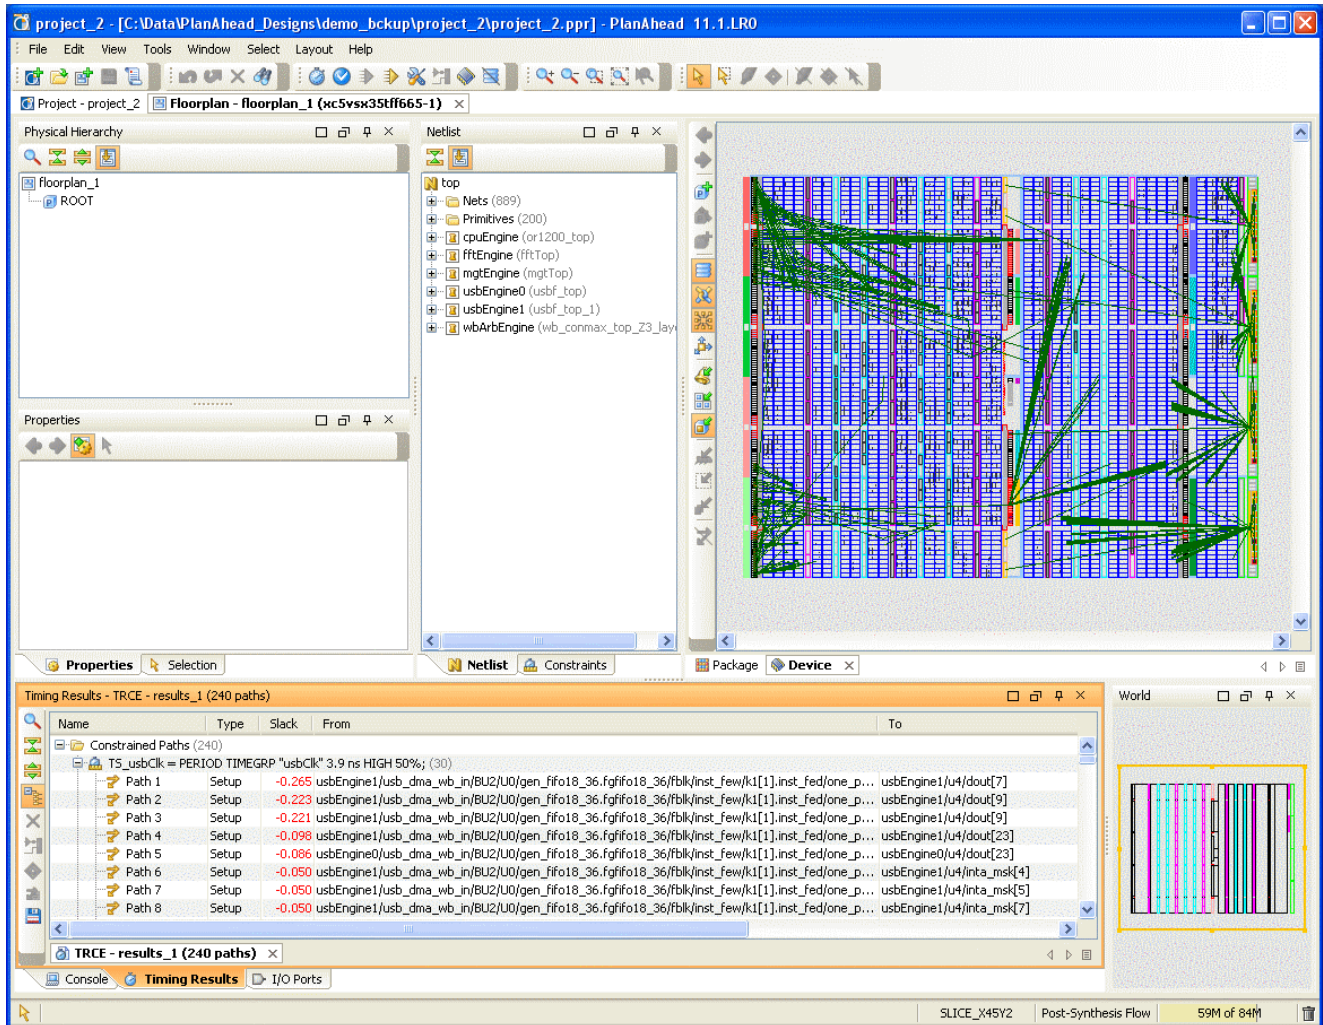 project_2 - [C:\Data\PlanAhead_Designs\demo_bckup\project_2\project_2.ppr] - PlanAhead 11.1.LR0
File Edit View Tools Window Select Layout Help
Project - project_2 Floorplan - floorplan_1 (xc5vsx35tff665-1)
Physical Hierarchy
floorplan_1
ROOT
Properties
Properties Selection
Netlist
top
Nets (889)
Primitives (200)
cpuEngine (or1200_top)
fftEngine (fftTop)
mgtEngine (mgtTop)
usbEngine0 (usbf_top)
usbEngine1 (usbf_top_1)
wbArbEngine (wb_conmax_top_Z3_lay
Netlist Constraints
Package Device
Timing Results - TRCE - results_1 (240 paths)
Name Type Slack From To
Constrained Paths (240)
TS_usbClk = PERIOD TIMEGRP "usbClk" 3.9 ns HIGH 50%; (30)
Path 1 Setup -0.265 usbEngine1/usb_dma_wb_in/BU2/U0/gen_fifo18_36.fgfifo18_36/fblk/inst_few/k1[1].inst_fed/one_p... usbEngine1/u4/dout[7]
Path 2 Setup -0.223 usbEngine1/usb_dma_wb_in/BU2/U0/gen_fifo18_36.fgfifo18_36/fblk/inst_few/k1[1].inst_fed/one_p... usbEngine1/u4/dout[9]
Path 3 Setup -0.221 usbEngine1/usb_dma_wb_in/BU2/U0/gen_fifo18_36.fgfifo18_36/fblk/inst_few/k1[1].inst_fed/one_p... usbEngine1/u4/dout[9]
Path 4 Setup -0.098 usbEngine1/usb_dma_wb_in/BU2/U0/gen_fifo18_36.fgfifo18_36/fblk/inst_few/k1[1].inst_fed/one_p... usbEngine1/u4/dout[23]
Path 5 Setup -0.086 usbEngine0/usb_dma_wb_in/BU2/U0/gen_fifo18_36.fgfifo18_36/fblk/inst_few/k1[1].inst_fed/one_p... usbEngine0/u4/dout[23]
Path 6 Setup -0.050 usbEngine1/usb_dma_wb_in/BU2/U0/gen_fifo18_36.fgfifo18_36/fblk/inst_few/k1[1].inst_fed/one_p... usbEngine1/u4/inta_msk[4]
Path 7 Setup -0.050 usbEngine1/usb_dma_wb_in/BU2/U0/gen_fifo18_36.fgfifo18_36/fblk/inst_few/k1[1].inst_fed/one_p... usbEngine1/u4/inta_msk[5]
Path 8 Setup -0.050 usbEngine1/usb_dma_wb_in/BU2/U0/gen_fifo18_36.fgfifo18_36/fblk/inst_few/k1[1].inst_fed/one_p... usbEngine1/u4/inta_msk[7]
TRCE - results_1 (240 paths)
Console Timing Results I/O Ports
World
SLICE_X45Y2 Post-Synthesis Flow 59M of 84M